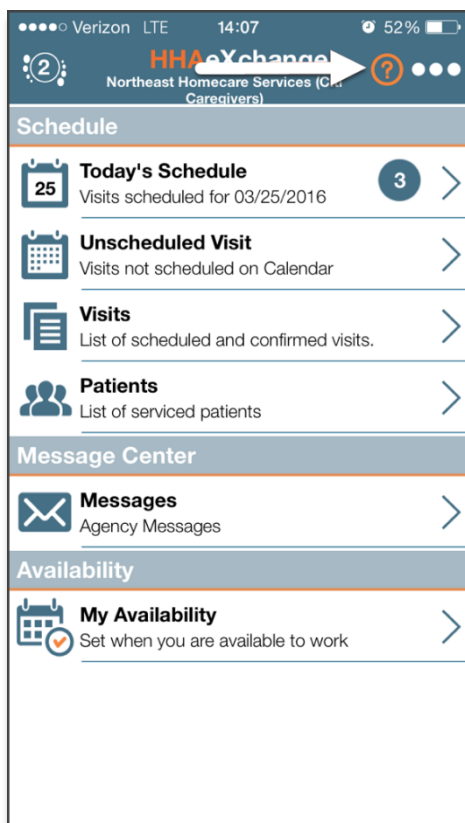 Verizon LTE 14:07 52%
2 HHAeXchange ?
Northeast Homecare Services (
Caregivers)
Schedule
25 Today's Schedule 3
Visits scheduled for 03/25/2016
Unscheduled Visit
Visits not scheduled on Calendar
Visits
List of scheduled and confirmed visits.
Patients
List of serviced patients
Message Center
Messages
Agency Messages
Availability
My Availability
Set when you are available to work